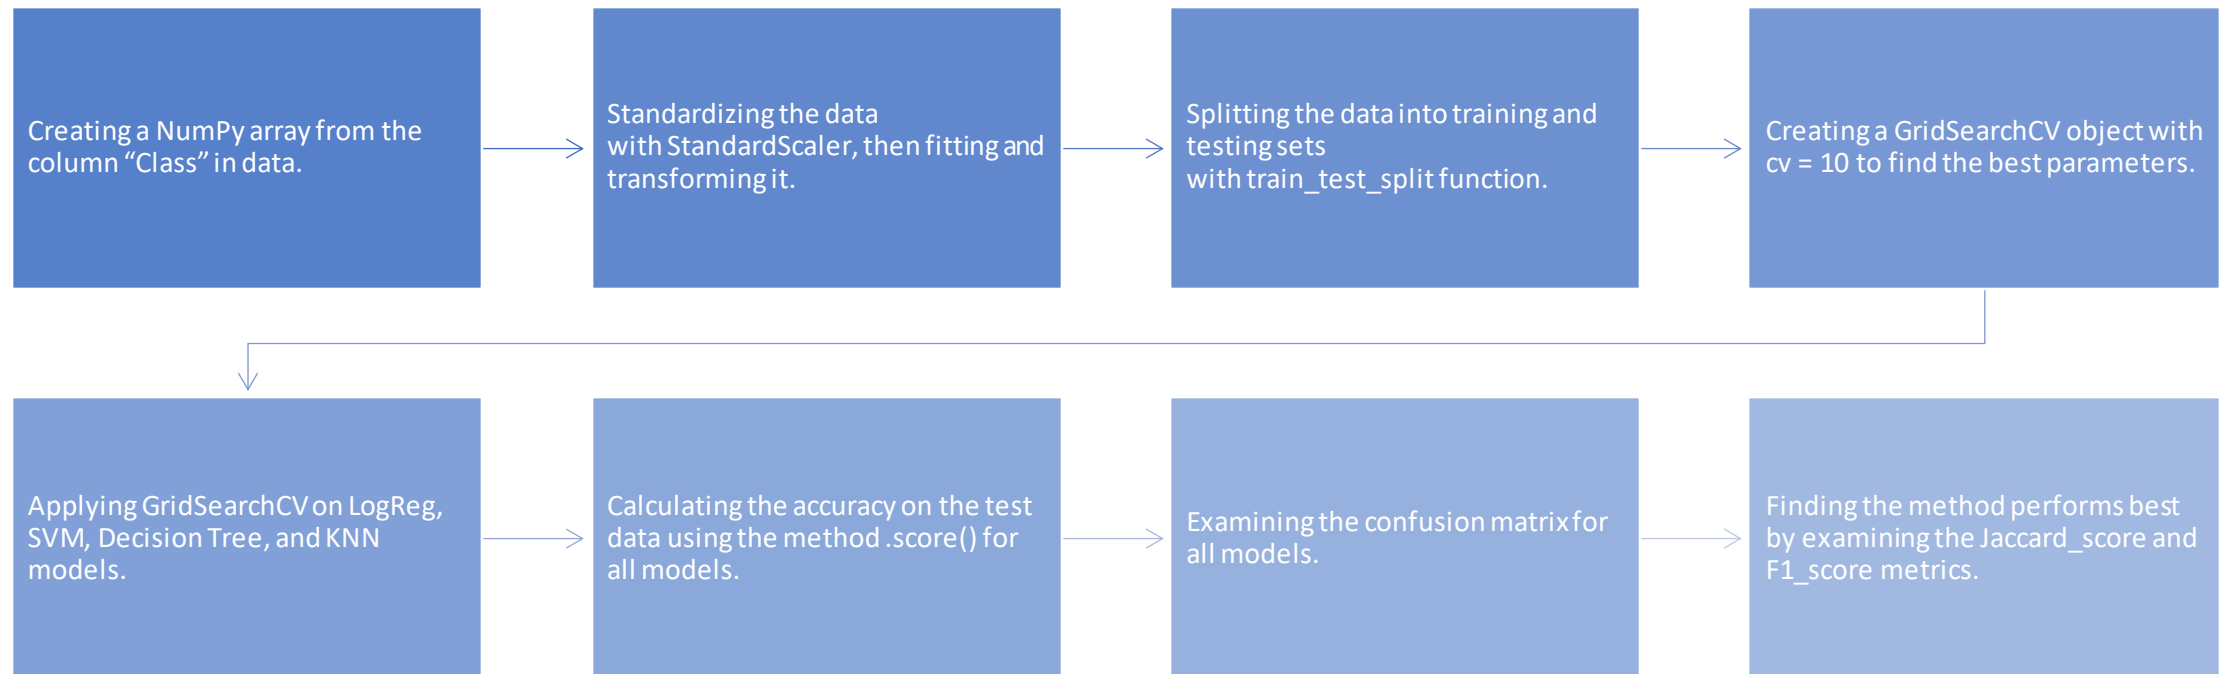 Creating a NumPy array from the
column “Class” in data.
Standardizing the data
with StandardScaler, then fitting and
transforming it.
Splitting the data into training and
testing sets
with train_test_split function.
Creating a GridSearchCV object with
cv = 10 to find the best parameters.
Applying GridSearchCV on LogReg,
SVM, Decision Tree, and KNN
models.
Calculating the accuracy on the test
data using the method .score() for
all models.
Examining the confusion matrix for
all models.
Finding the method performs best
by examining the Jaccard_score and
F1_score metrics.